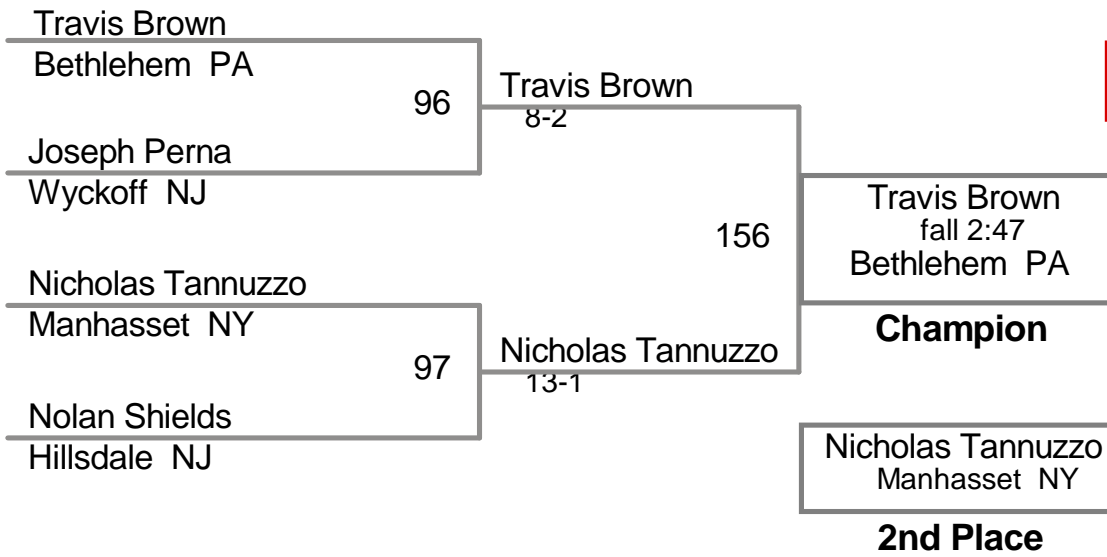 Travis Brown
Bethlehem PA
96
Travis Brown
8-2
Joseph Perna
Wyckoff NJ
156
Travis Brown
fall 2:47
Bethlehem PA
Champion
Nicholas Tannuzzo
Manhasset NY
97
Nicholas Tannuzzo
13-1
Nolan Shields
Hillsdale NJ
Nicholas Tannuzzo
Manhasset NY
2nd Place